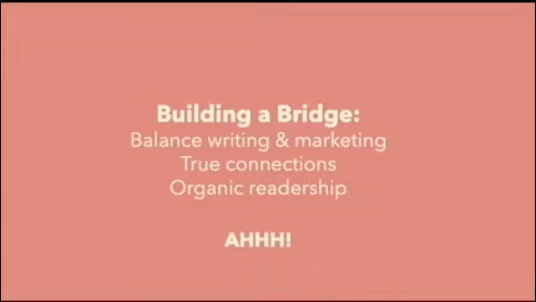 Building a Bridge:
Balance writing & marketing
True connections
Organic readership
AHHH!